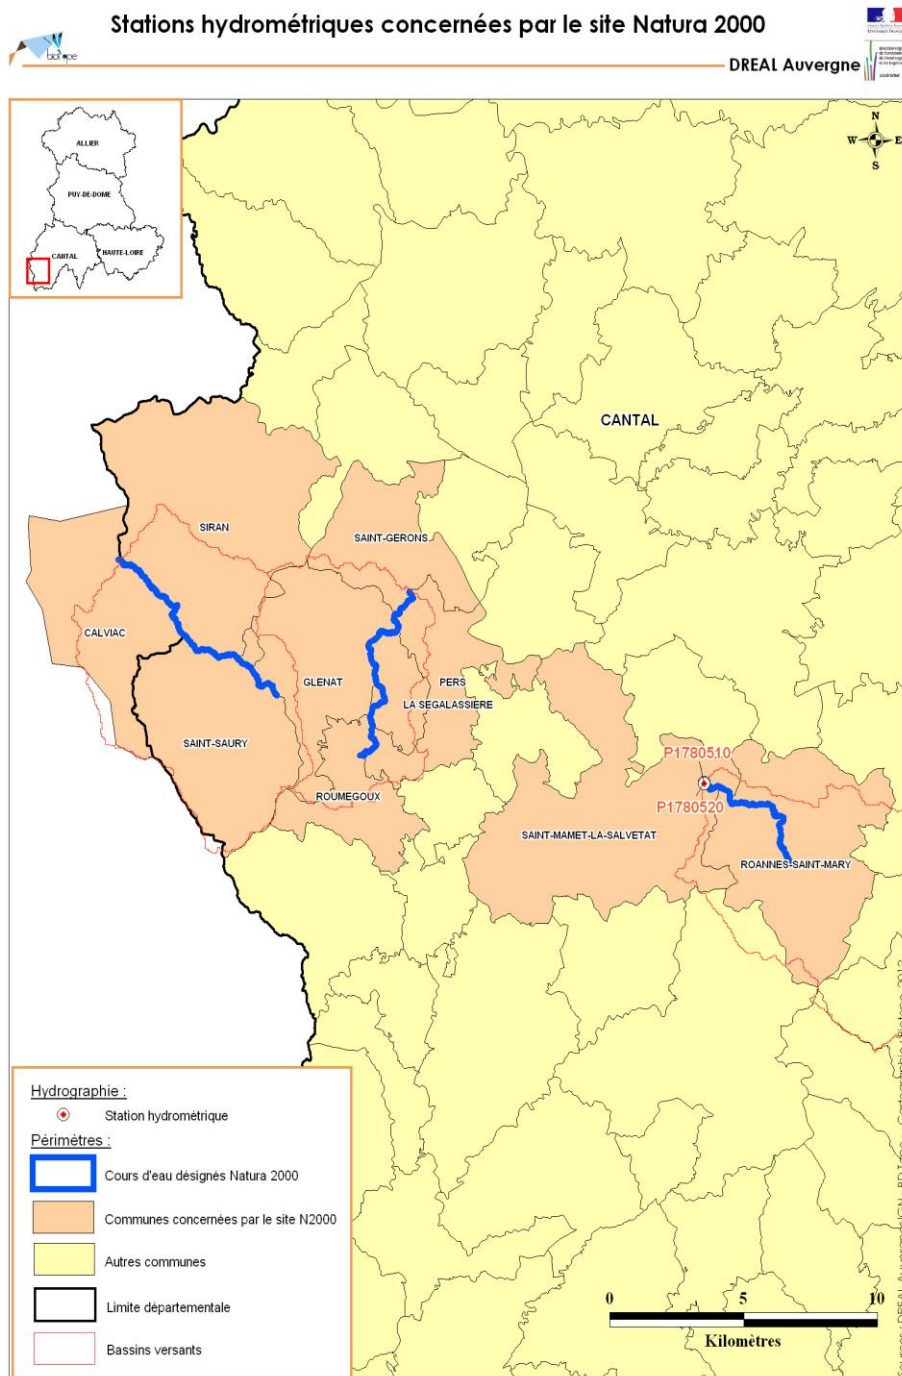 Stations hydrométriques concernées par le site Natura 2000
biotope
DREAL Auvergne
N
W
E
S
ALLIER
PUY-DE-DOME
CANTAL
HAUTE-LOIRE
CANTAL
SIRAN
SAINT-GERONS
CALVIAC
GLENAT
PERS
LA SEGALASSIÈRE
SAINT-SAURY
ROUMEGOUX
P1780510
P1780520
SAINT-MAMET-LA-SALVETAT
ROANNES-SAINT-MARY
Hydrographie :
Station hydrométrique
Périmètres :
Cours d'eau désignés Natura 2000
Communes concernées par le site N2000
Autres communes
Limite départementale
Bassins versants
0 5 10
Kilomètres